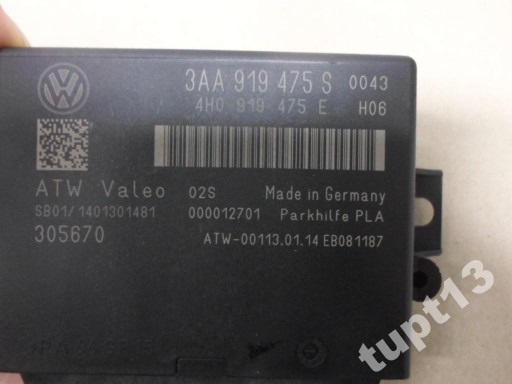 3AA 919 475 S 0043
4H0 919 475 E H06
ATW Valeo 02S Made in Germany
SB01/1401301481 000012701 Parkhilfe PLA
305670 ATW-00113.01.14 EB081187
tupt13